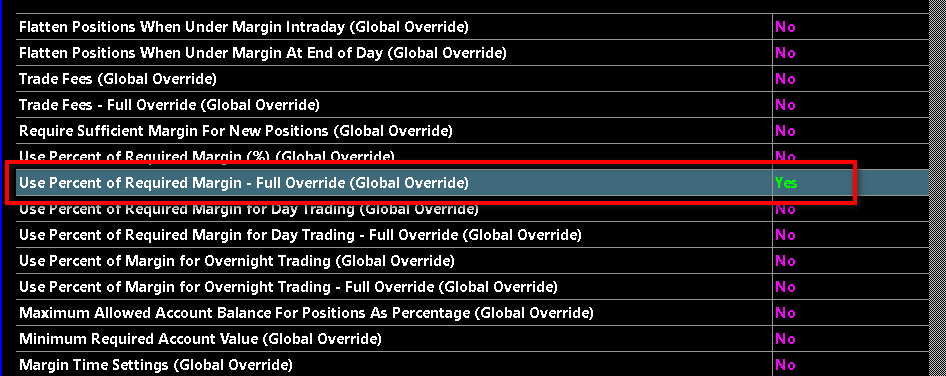 Flatten Positions When Under Margin Intraday (Global Override) No
Flatten Positions When Under Margin At End of Day (Global Override) No
Trade Fees (Global Override) No
Trade Fees - Full Override (Global Override) No
Require Sufficient Margin For New Positions (Global Override) No
Use Percent of Required Margin (%) (Global Override) No
Use Percent of Required Margin - Full Override (Global Override) Yes
Use Percent of Required Margin for Day Trading (Global Override) No
Use Percent of Required Margin for Day Trading - Full Override (Global Override) No
Use Percent of Margin for Overnight Trading (Global Override) No
Use Percent of Margin for Overnight Trading - Full Override (Global Override) No
Maximum Allowed Account Balance For Positions As Percentage (Global Override) No
Minimum Required Account Value (Global Override) No
Margin Time Settings (Global Override) No